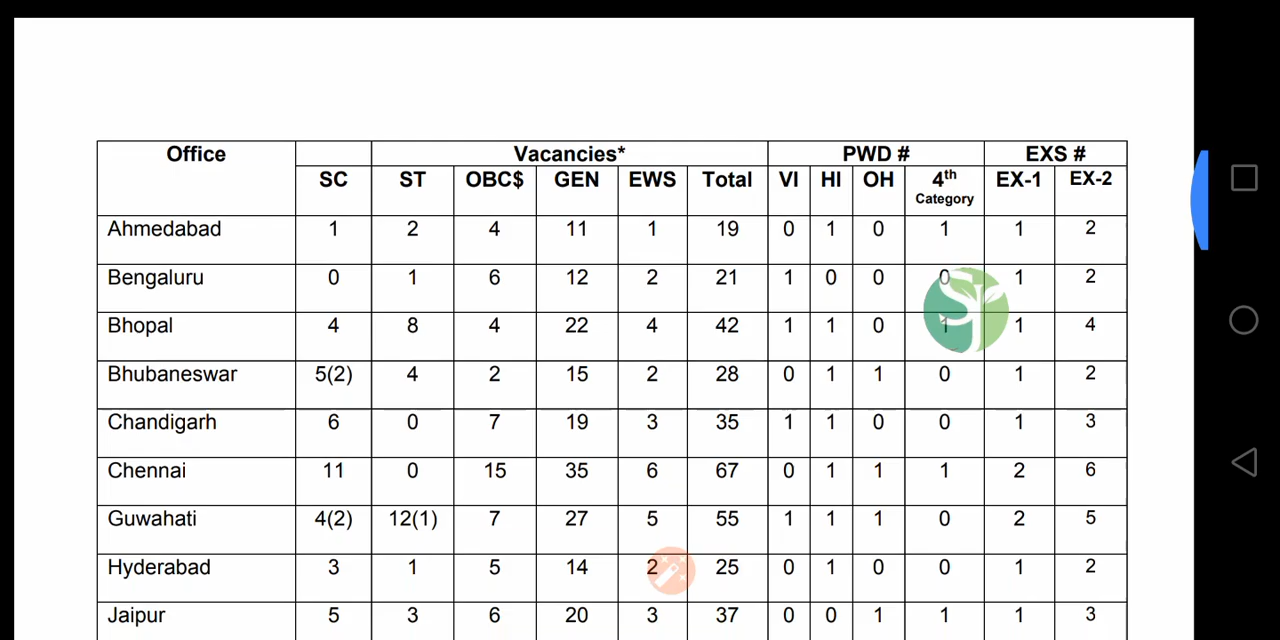 Office Vacancies* PWD # EXS #
SC ST OBC$ GEN EWS Total VI HI OH 4th Category EX-1 EX-2
Ahmedabad 1 2 4 11 1 19 0 1 0 1 1 2
Bengaluru 0 1 6 12 2 21 1 0 0 0 1 2
Bhopal 4 8 4 22 4 42 1 1 0 1 1 4
Bhubaneswar 5(2) 4 2 15 2 28 0 1 1 0 1 2
Chandigarh 6 0 7 19 3 35 1 1 0 0 1 3
Chennai 11 0 15 35 6 67 0 1 1 1 2 6
Guwahati 4(2) 12(1) 7 27 5 55 1 1 1 0 2 5
Hyderabad 3 1 5 14 2 25 0 1 0 0 1 2
Jaipur 5 3 6 20 3 37 0 0 1 1 1 3